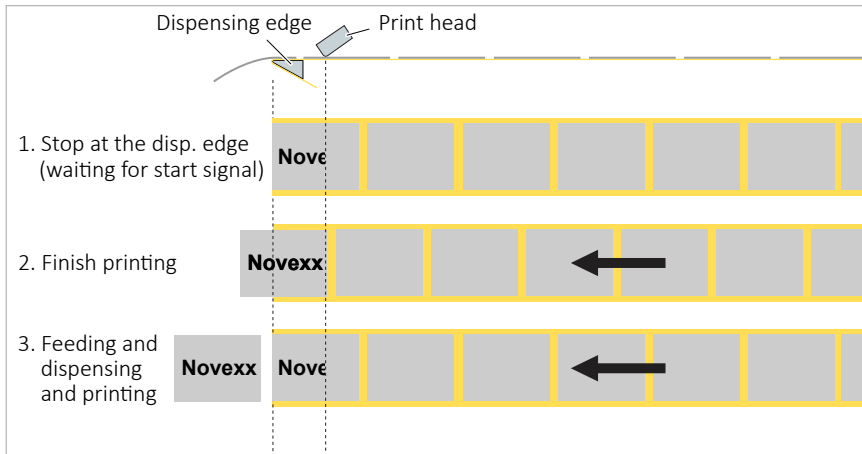 Dispensing edge
Print head
1. Stop at the disp. edge
(waiting for start signal)
Nove
2. Finish printing
Novexx
3. Feeding and
dispensing
and printing
Novexx
Nove